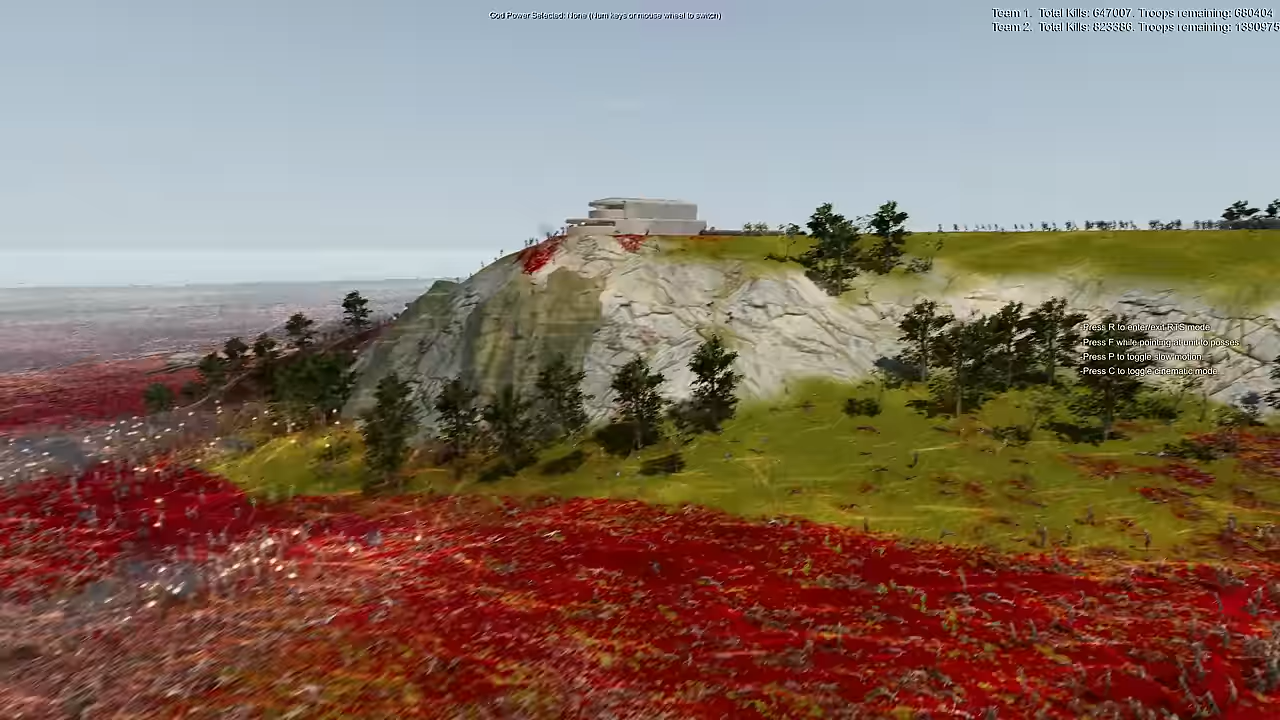 God Power Selected: None (Num keys or mouse wheel to switch)
Team 1. Total Kills: 647007. Troops remaining: 680404
Team 2. Total Kills: 823386. Troops remaining: 1390975
-Press R to enter/exit RTS mode
-Press F while pointing at unit to posses
-Press P to toggle slow motion.
-Press C to toggle cinematic mode.